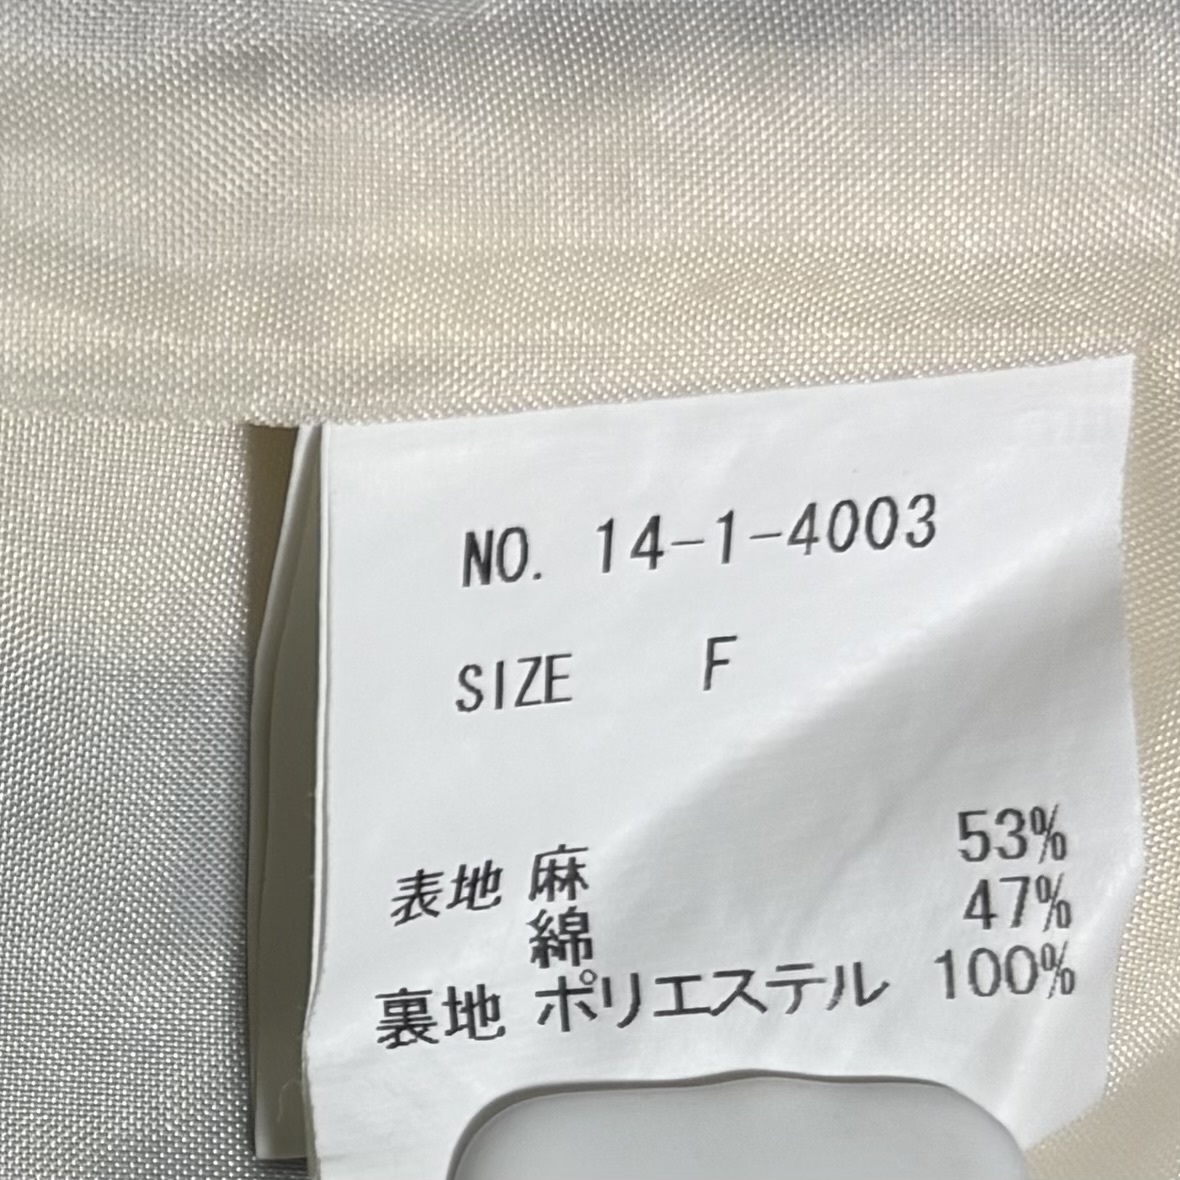 NO. 14-1-4003
SIZE F
表地 麻 53%
綿 47%
裏地 ポリエステル 100%